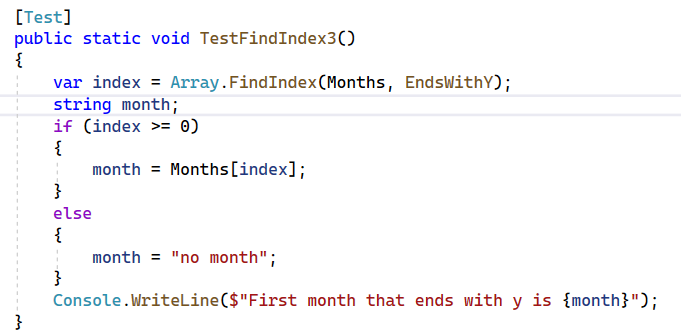 [Test]
public static void TestFindIndex3()
{
    var index = Array.FindIndex(Months, EndsWithY);
    string month;
    if (index >= 0)
    {
        month = Months[index];
    }
    else
    {
        month = "no month";
    }
    Console.WriteLine($"First month that ends with y is {month}");
}